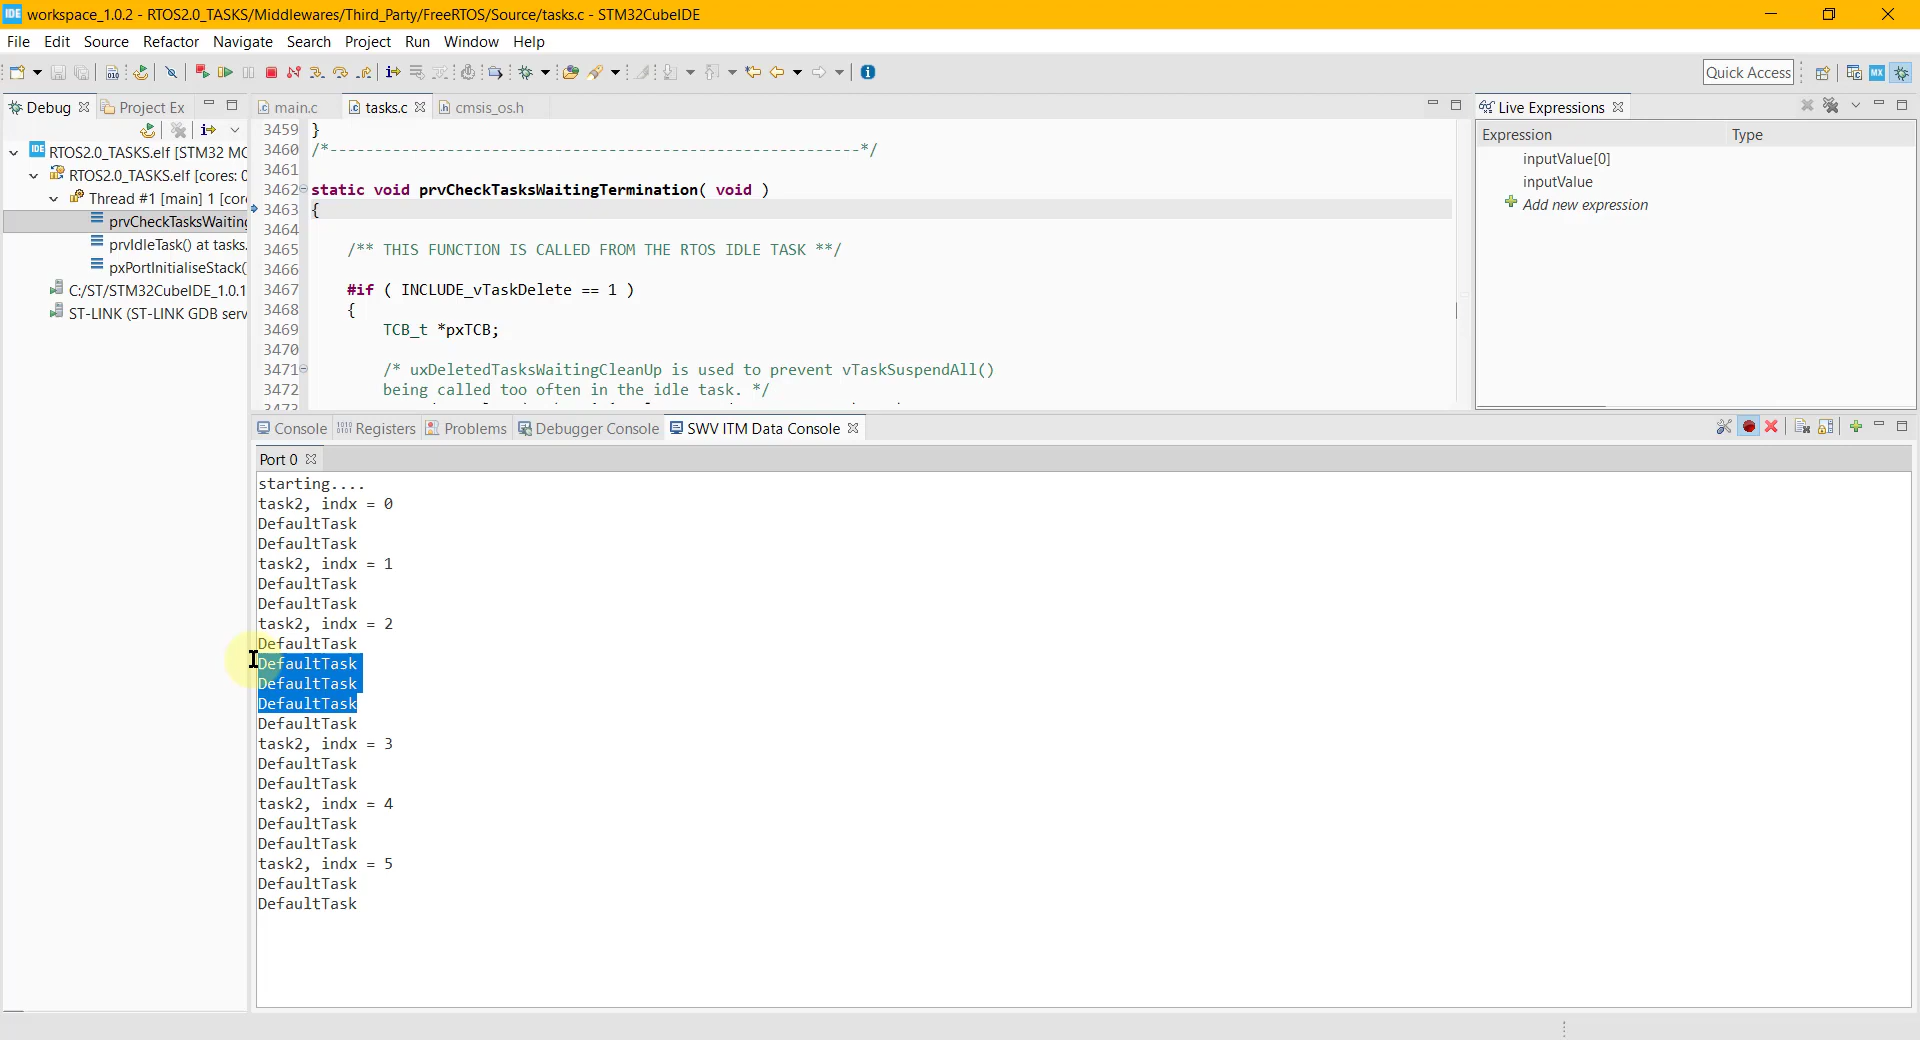 IDE workspace_1.0.2 - RTOS2.0_TASKS/Middlewares/Third_Party/FreeRTOS/Source/tasks.c - STM32CubeIDE
File Edit Source Refactor Navigate Search Project Run Window Help
010 Quick Access MX
Debug Project Ex
main.c tasks.c cmsis_os.h
Live Expressions
Expression Type
inputValue[0]
inputValue
Add new expression
IDE RTOS2.0_TASKS.elf [STM32 MC
RTOS2.0_TASKS.elf [cores: 0
Thread #1 [main] 1 [cor
prvCheckTasksWaiting
prvIdleTask() at tasks.
pxPortInitialiseStack(
C:/ST/STM32CubeIDE_1.0.1
ST-LINK (ST-LINK GDB serv
3459 }
3460 /*-----------------------------------------------------------*/
3461
3462 static void prvCheckTasksWaitingTermination( void )
3463 {
3464
3465 /** THIS FUNCTION IS CALLED FROM THE RTOS IDLE TASK **/
3466
3467 #if ( INCLUDE_vTaskDelete == 1 )
3468 {
3469 TCB_t *pxTCB;
3470
3471 /* uxDeletedTasksWaitingCleanUp is used to prevent vTaskSuspendAll()
3472 being called too often in the idle task. */
3473
Console Registers Problems Debugger Console SWV ITM Data Console
Port 0
starting....
task2, indx = 0
DefaultTask
DefaultTask
task2, indx = 1
DefaultTask
DefaultTask
task2, indx = 2
DefaultTask
DefaultTask
DefaultTask
DefaultTask
DefaultTask
task2, indx = 3
DefaultTask
DefaultTask
task2, indx = 4
DefaultTask
DefaultTask
task2, indx = 5
DefaultTask
DefaultTask